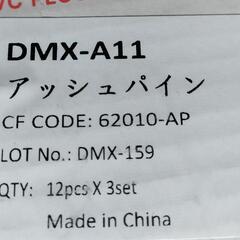 DMX-A11
アッシュパイン
CF CODE: 62010-AP
LOT No.: DMX-159
QTY: 12pcs X 3set
Made in China